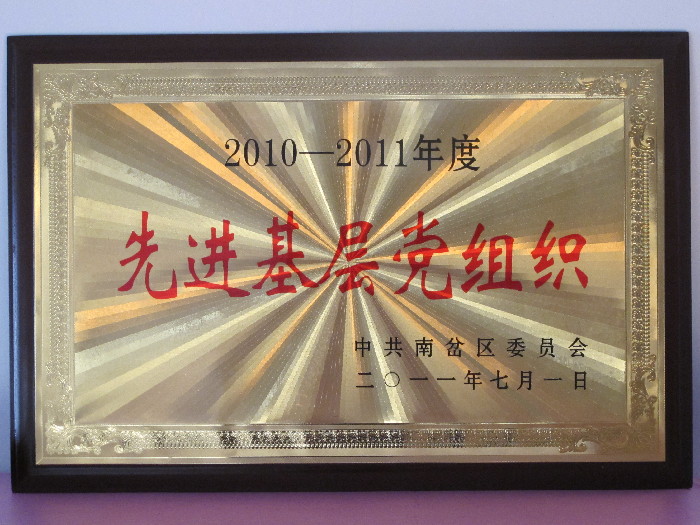 2010—2011年度
先进基层党组织
中共南岔区委员会
二〇一一年七月一日